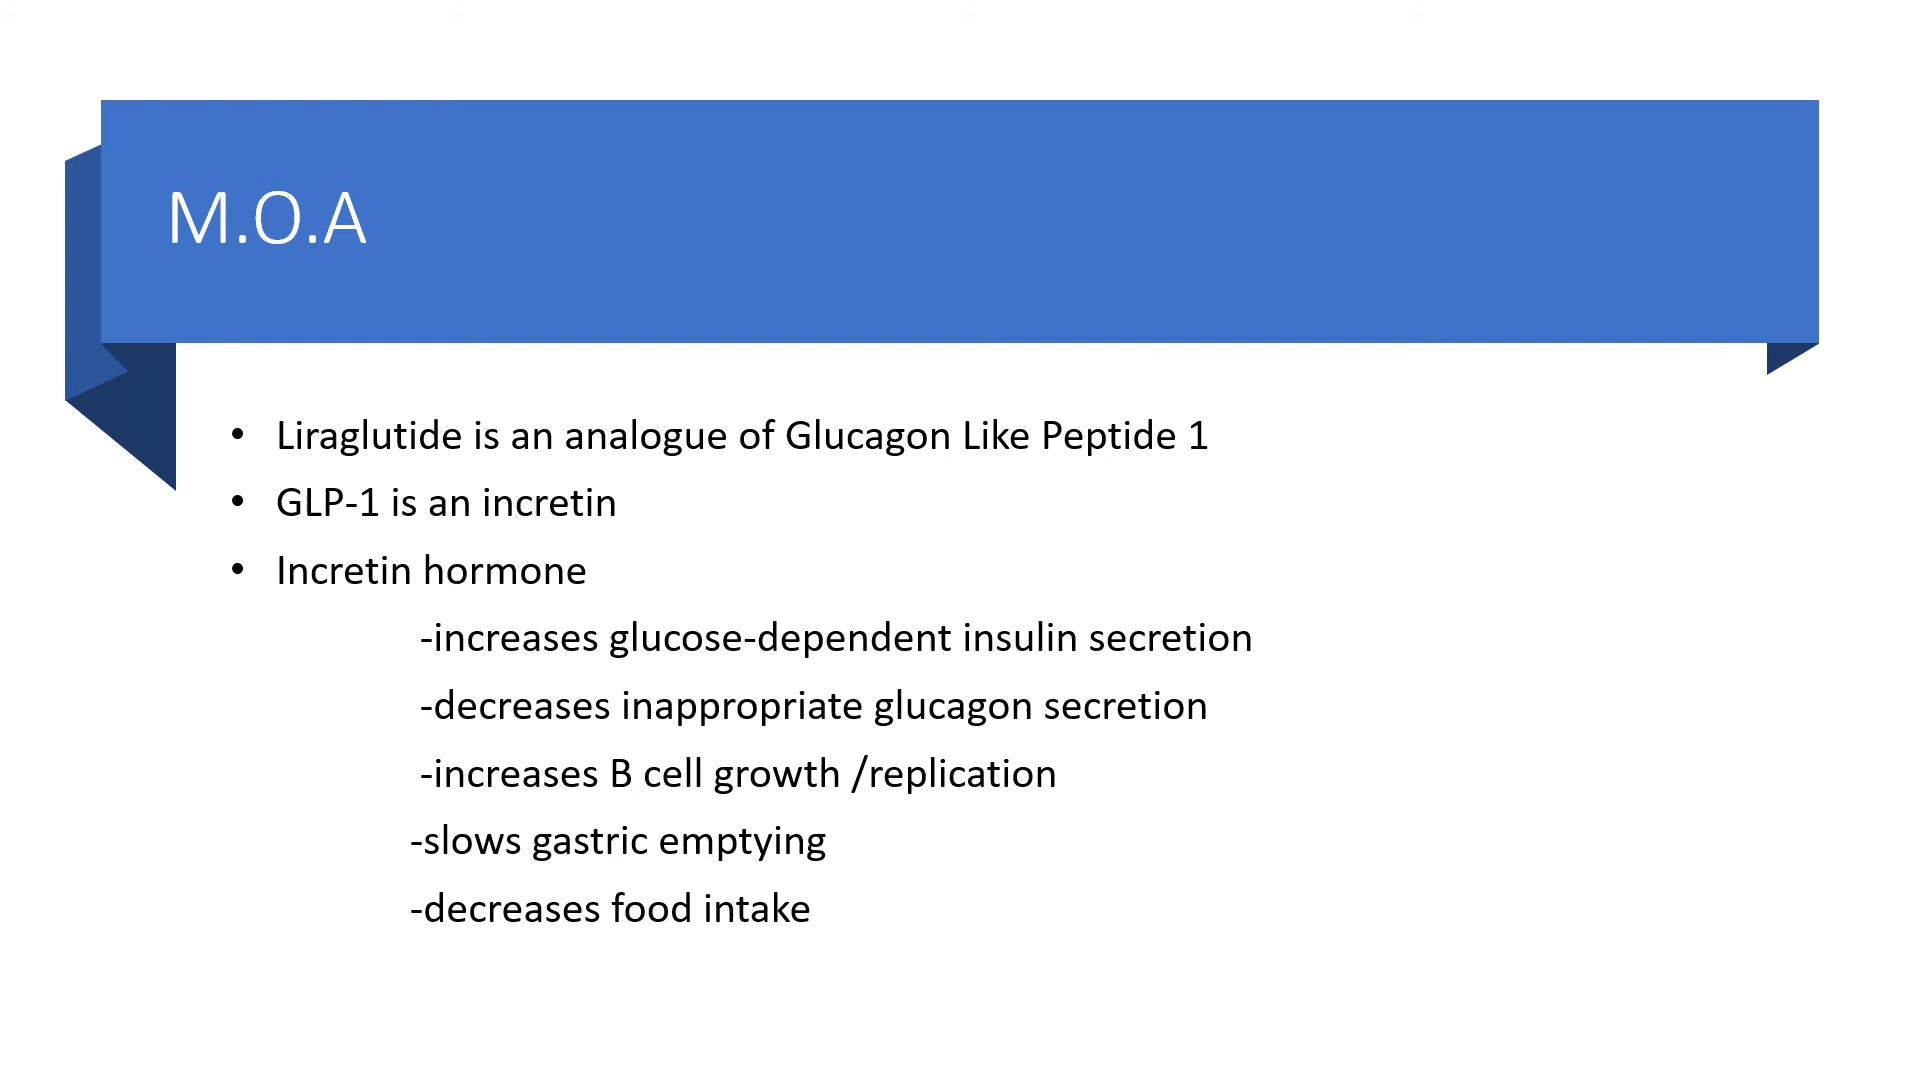 M.O.A
• Liraglutide is an analogue of Glucagon Like Peptide 1
• GLP-1 is an incretin
• Incretin hormone
-increases glucose-dependent insulin secretion
-decreases inappropriate glucagon secretion
-increases B cell growth /replication
-slows gastric emptying
-decreases food intake